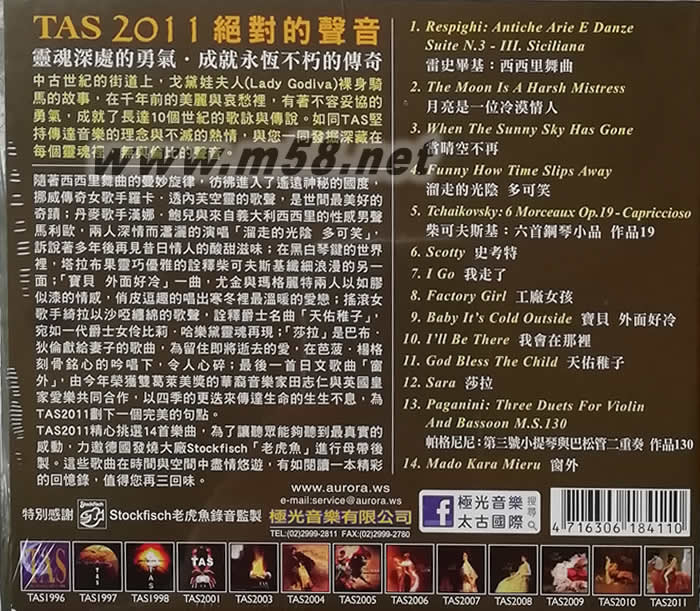 TAS 2011 絕對的聲音
靈魂深處的勇氣・成就永恆不朽的傳奇
中古世紀的街道上，戈黛娃夫人(Lady Godiva)裸身騎
馬的故事，在千年前的美麗與哀愁裡，有著不容妥協的
勇氣，成就了長達10個世紀的歌詠與傳說。如同TAS堅
持傳達音樂的理念與不滅的熱情，與您一同發掘深藏在
每個靈魂裡，無與倫比的聲音。
www.m58.net
隨著西西里舞曲的曼妙旋律，彷彿進入了遙遠神秘的國度，
挪威傳奇女歌手羅卡・透內芙空靈的歌聲，是世間最美好的
奇蹟；丹麥歌手漢娜・鮑兒與來自義大利西西里的性感男聲
馬利歐，兩人深情而瀟灑的演唱「溜走的光陰 多可笑」，
訴說著多年後再見昔日情人的酸甜滋味；在黑白琴鍵的世界
裡，塔拉布果靈巧優雅的詮釋柴可夫斯基纖細浪漫的另一
面；「寶貝 外面好冷」一曲，尤金與瑪格麗特兩人以如膠
似漆的情感，俏皮逗趣的唱出寒冬裡最溫暖的愛戀；搖滾女
歌手綺拉以沙啞纏綿的歌聲，詮釋爵士名曲「天佑稚子」，
宛如一代爵士女伶比莉・哈樂黛靈魂再現；「莎拉」是巴布・
狄倫獻給妻子的歌曲，為留住即將逝去的愛，在芭菠・楊格
刻骨銘心的吟唱下，令人心碎；最後一首日文歌曲「窗
外」，由今年榮獲雙葛萊美獎的華裔音樂家田志仁與英國皇
家愛樂共同合作，以四季的更迭來傳達生命的生生不息，為
TAS2011劃下一個完美的句點。
TAS2011精心挑選14首樂曲，為了讓聽眾能夠聽到最真實的
感動，力邀德國發燒大廠Stockfisch「老虎魚」進行母帶後
製。這些歌曲在時間與空間中盡情悠遊，有如閱讀一本精彩
的回憶錄，值得您再三回味。
1. Respighi: Antiche Arie E Danze
Suite N.3 - III. Siciliana
雷史畢基：西西里舞曲
2. The Moon Is A Harsh Mistress
月亮是一位冷漠情人
3. When The Sunny Sky Has Gone
當晴空不再
4. Funny How Time Slips Away
溜走的光陰 多可笑
5. Tchaikovsky: 6 Morceaux Op.19 - Capriccioso
柴可夫斯基：六首鋼琴小品 作品19
6. Scotty 史考特
7. I Go 我走了
8. Factory Girl 工廠女孩
9. Baby It's Cold Outside 寶貝 外面好冷
10. I'll Be There 我會在那裡
11. God Bless The Child 天佑稚子
12. Sara 莎拉
13. Paganini: Three Duets For Violin
And Bassoon M.S.130
帕格尼尼：第三號小提琴與巴松管二重奏 作品130
14. Mado Kara Mieru 窗外
特別感謝 Stockfisch老虎魚錄音監製
www.aurora.ws
e-mail:service@aurora.ws
極光音樂有限公司
TEL:(02)2999-2811 FAX:(02)2999-2780
f 極光音樂 搜尋
太古國際
4 716306 184110
TAS1996 TAS1997 TAS1998 TAS2001 TAS2003 TAS2004 TAS2005 TAS2006 TAS2007 TAS2008 TAS2009 TAS2010 TAS2011